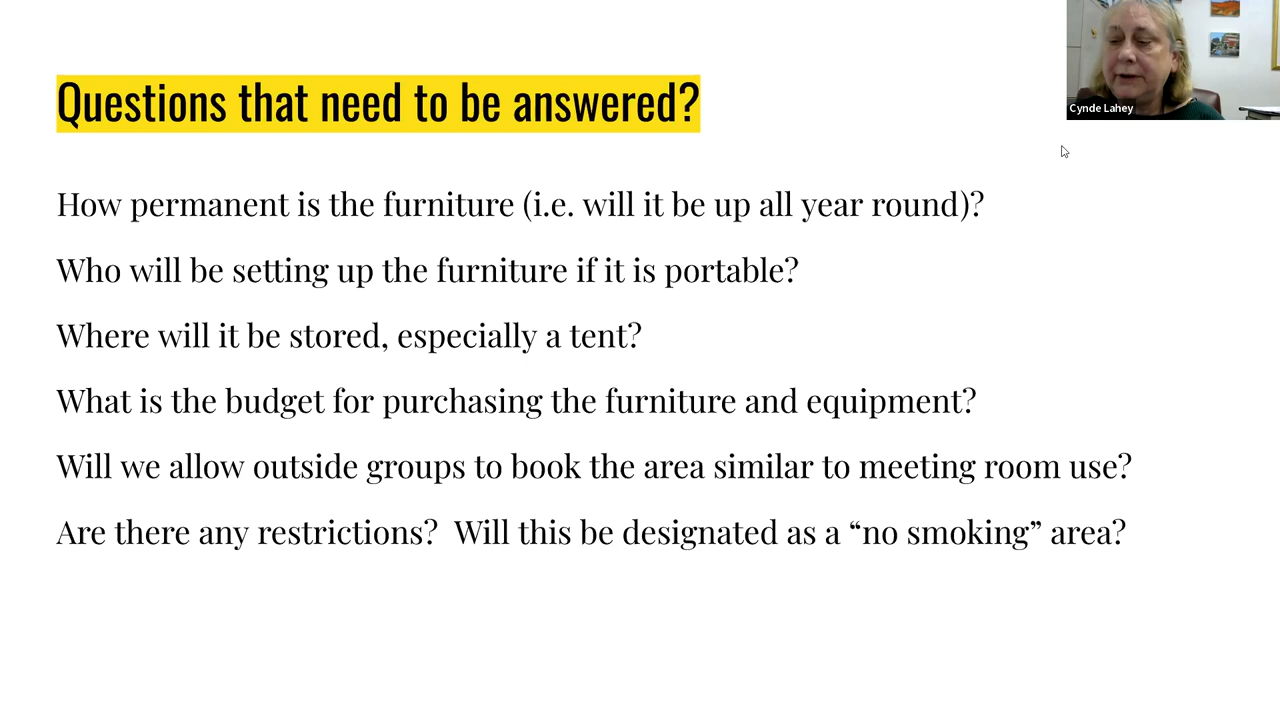 Questions that need to be answered?
Cynde Lahey
How permanent is the furniture (i.e. will it be up all year round)?
Who will be setting up the furniture if it is portable?
Where will it be stored, especially a tent?
What is the budget for purchasing the furniture and equipment?
Will we allow outside groups to book the area similar to meeting room use?
Are there any restrictions?  Will this be designated as a “no smoking” area?